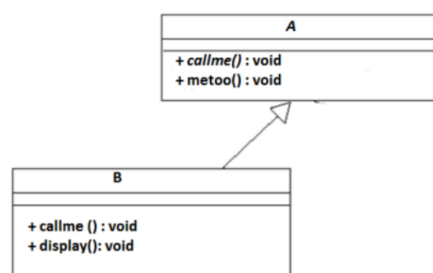 A
+ callme() : void
+ metoo() : void
B
+ callme () : void
+ display(): void